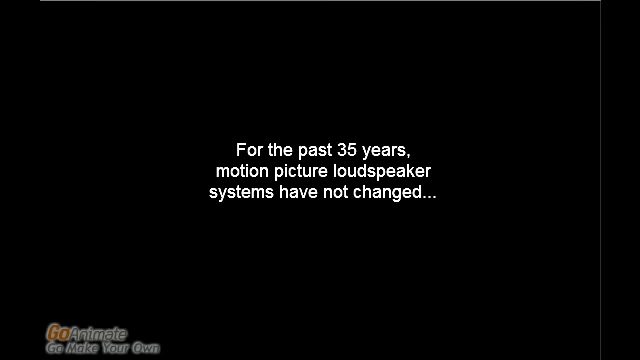 For the past 35 years,
motion picture loudspeaker
systems have not changed...
GoAnimate
Go Make Your Own